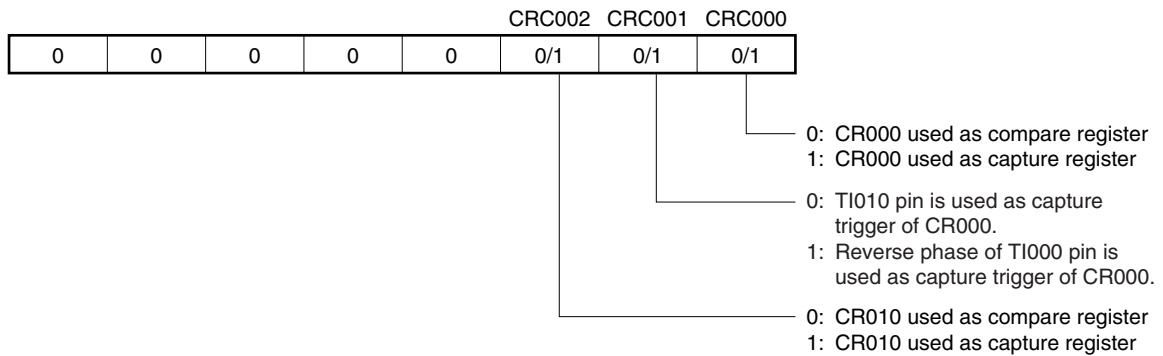 CRC002 CRC001 CRC000
0 0 0 0 0 0/1 0/1 0/1
0: CR000 used as compare register
1: CR000 used as capture register
0: TI010 pin is used as capture
trigger of CR000.
1: Reverse phase of TI000 pin is
used as capture trigger of CR000.
0: CR010 used as compare register
1: CR010 used as capture register